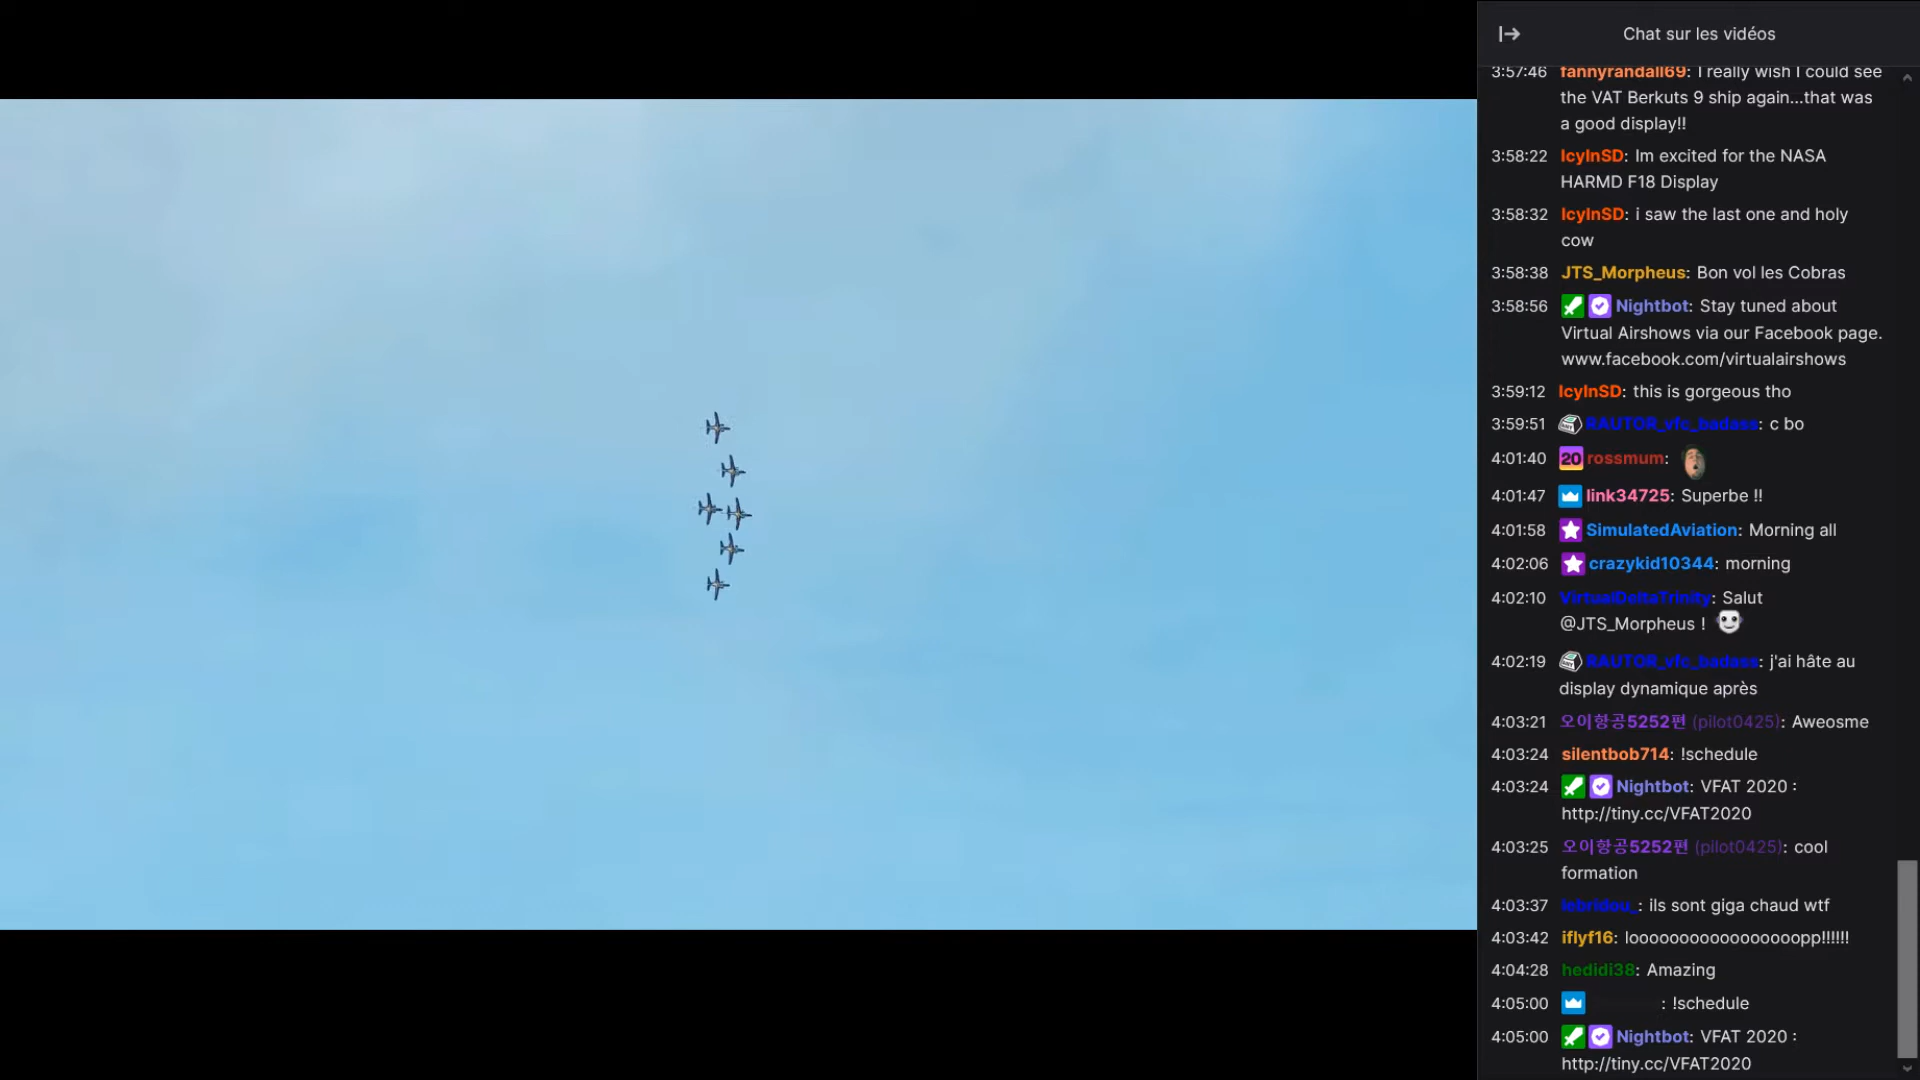 Chat sur les vidéos
3:57:46 fannyrandall69: I really wish I could see
the VAT Berkuts 9 ship again...that was
a good display!!
3:58:22 IcyInSD: Im excited for the NASA
HARMD F18 Display
3:58:32 IcyInSD: i saw the last one and holy
cow
3:58:38 JTS_Morpheus: Bon vol les Cobras
3:58:56 Nightbot: Stay tuned about
Virtual Airshows via our Facebook page.
www.facebook.com/virtualairshows
3:59:12 IcyInSD: this is gorgeous tho
3:59:51 RAUTOR_vfc_badass: c bo
4:01:40 20 rossmum:
4:01:47 link34725: Superbe !!
4:01:58 SimulatedAviation: Morning all
4:02:06 crazykid10344: morning
4:02:10 VirtualDeltaTrinity: Salut
@JTS_Morpheus !
4:02:19 RAUTOR_vfc_badass: j'ai hâte au
display dynamique après
4:03:21 오이항공5252편 (pilot0425): Aweosme
4:03:24 silentbob714: !schedule
4:03:24 Nightbot: VFAT 2020 :
http://tiny.cc/VFAT2020
4:03:25 오이항공5252편 (pilot0425): cool
formation
4:03:37 lebridou_: ils sont giga chaud wtf
4:03:42 iflyf16: looooooooooooooooopp!!!!!!
4:04:28 hedidi38: Amazing
4:05:00 : !schedule
4:05:00 Nightbot: VFAT 2020 :
http://tiny.cc/VFAT2020